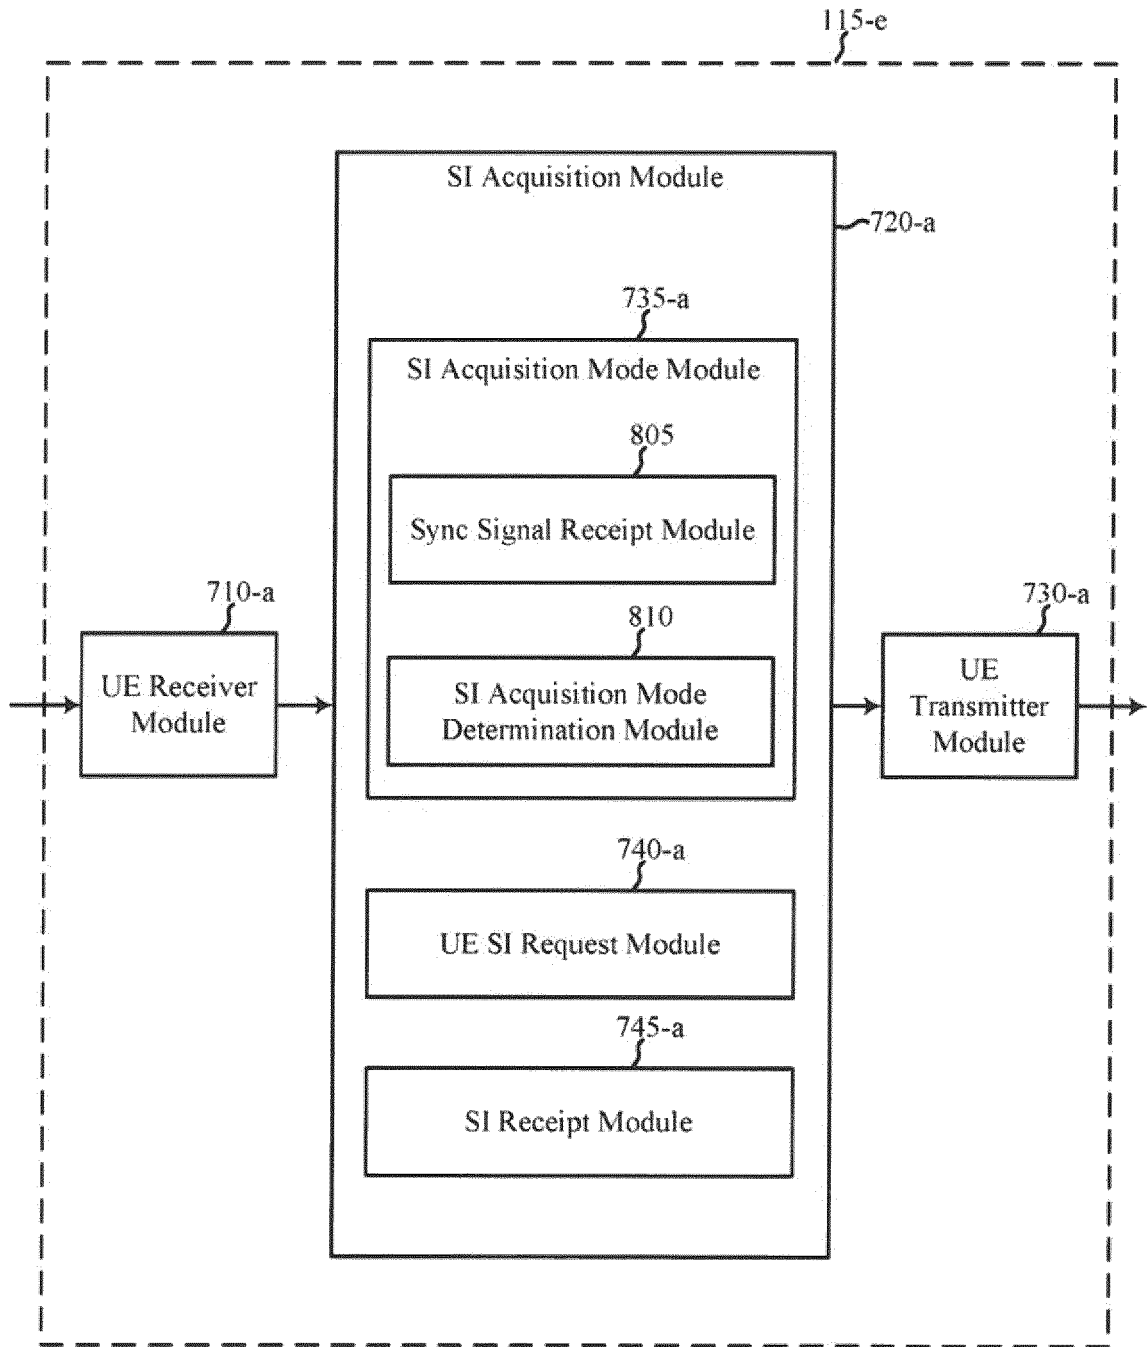 115-e
SI Acquisition Module
720-a
735-a
SI Acquisition Mode Module
805
Sync Signal Receipt Module
710-a
UE Receiver
Module
810
SI Acquisition Mode
Determination Module
730-a
UE
Transmitter
Module
740-a
UE SI Request Module
745-a
SI Receipt Module